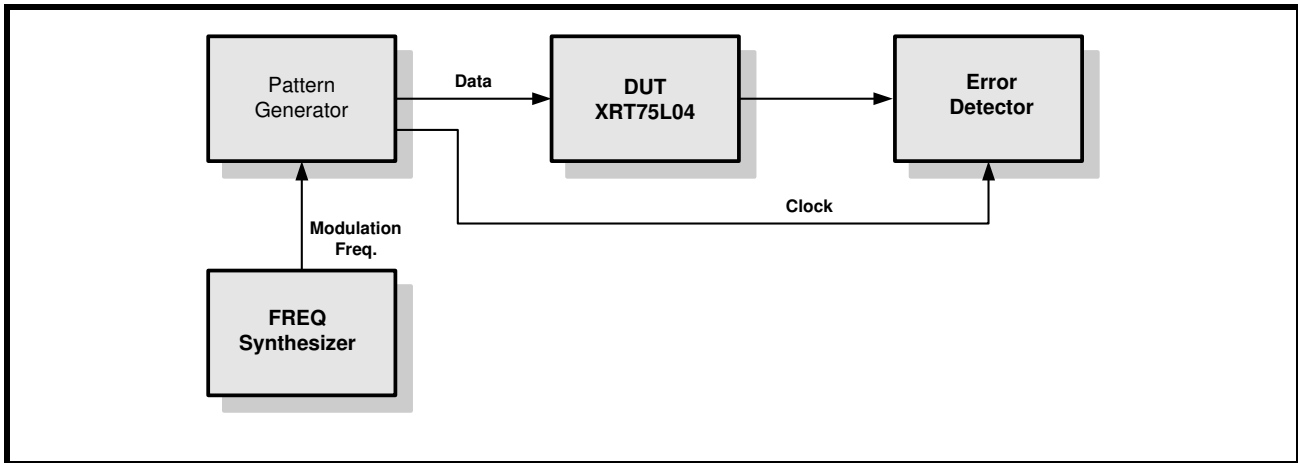 Pattern
Generator
Data
DUT
XRT75L04
Error
Detector
Clock
Modulation
Freq.
FREQ
Synthesizer